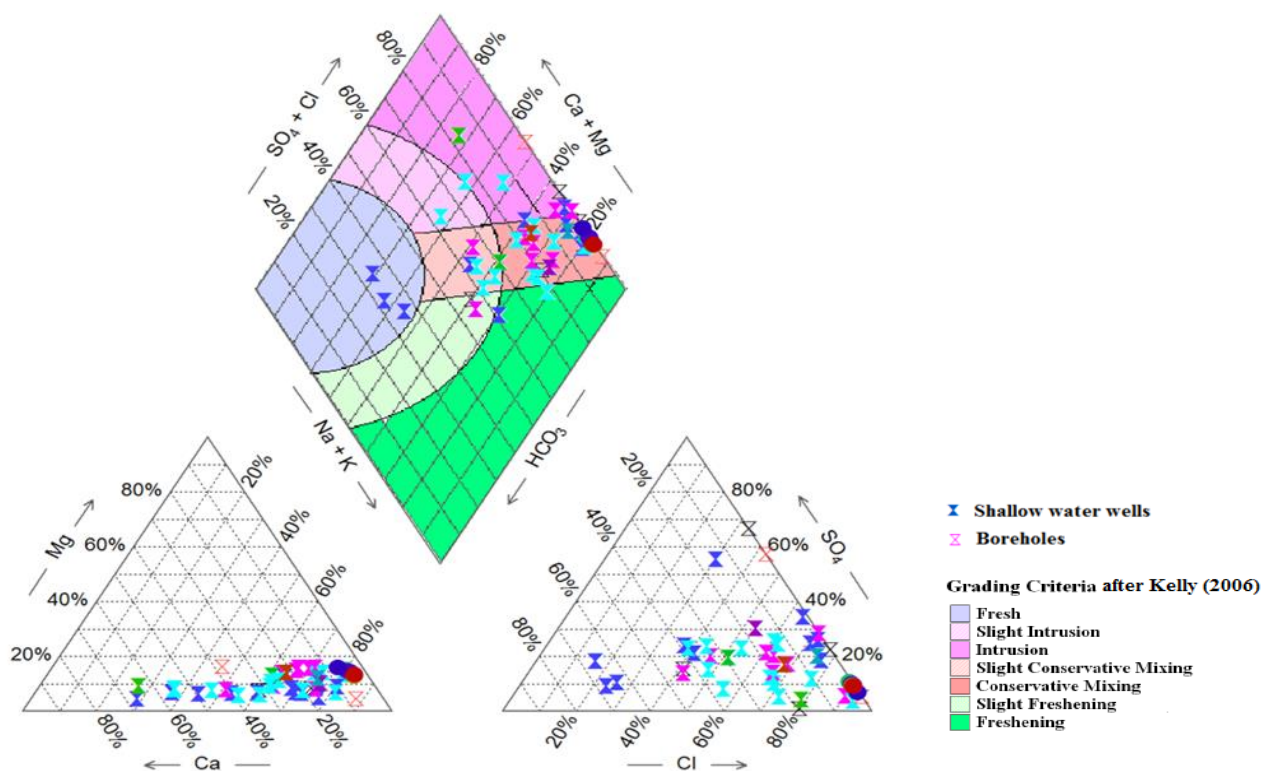 80%
80%
SO4 + Cl
Ca + Mg
60%
60%
40%
40%
20%
20%
Na + K
HCO3
20%
80%
40%
Mg
60%
60%
40%
80%
20%
80%
60%
40%
20%
Ca
20%
80%
40%
SO4
60%
60%
40%
80%
20%
20%
40%
60%
80%
Cl
Shallow water wells
Boreholes
Grading Criteria after Kelly (2006)
Fresh
Slight Intrusion
Intrusion
Slight Conservative Mixing
Conservative Mixing
Slight Freshening
Freshening